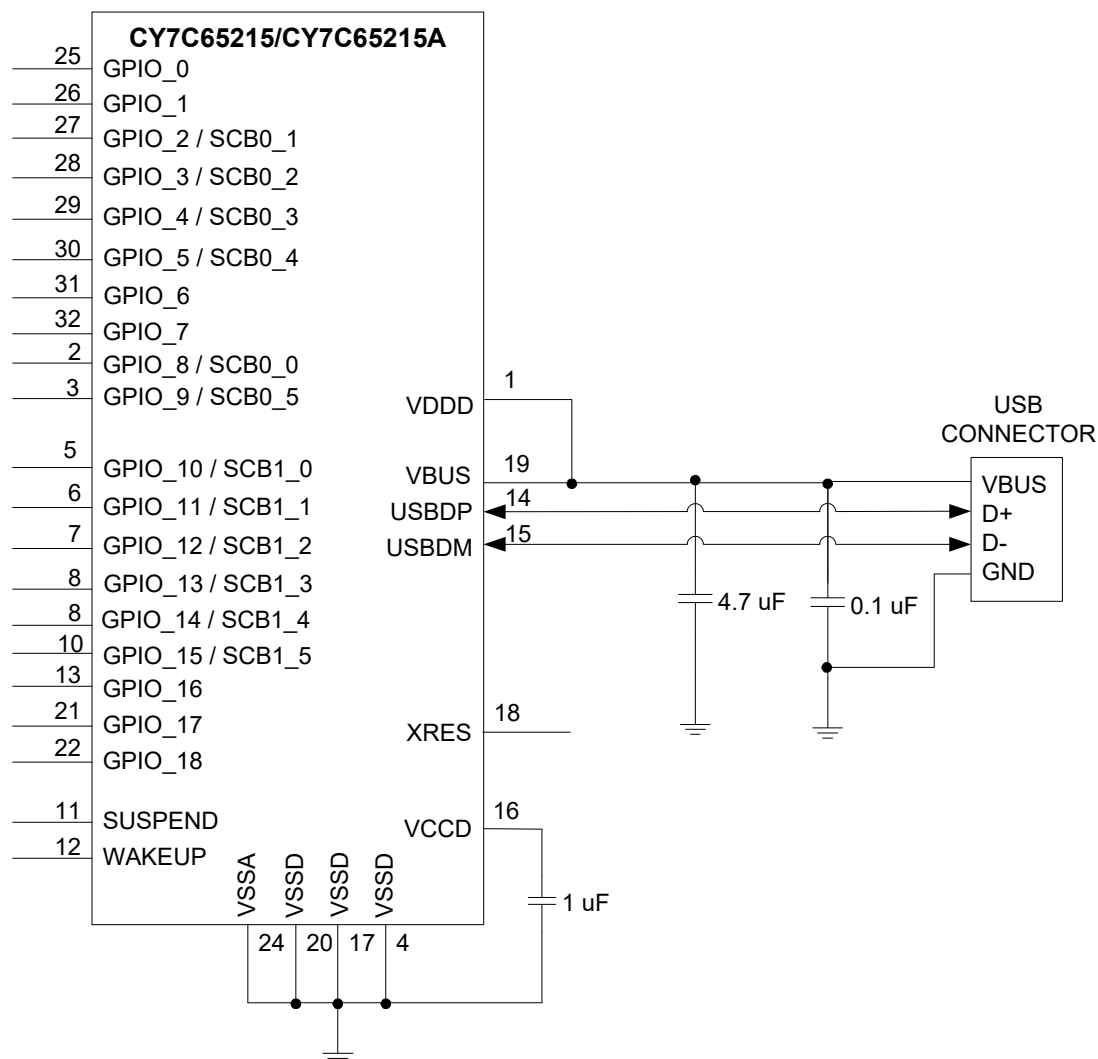 CY7C65215/CY7C65215A
25 GPIO_0
26 GPIO_1
27 GPIO_2 / SCB0_1
28 GPIO_3 / SCB0_2
29 GPIO_4 / SCB0_3
30 GPIO_5 / SCB0_4
31 GPIO_6
32 GPIO_7
2 GPIO_8 / SCB0_0
3 GPIO_9 / SCB0_5
5 GPIO_10 / SCB1_0
6 GPIO_11 / SCB1_1
7 GPIO_12 / SCB1_2
8 GPIO_13 / SCB1_3
8 GPIO_14 / SCB1_4
10 GPIO_15 / SCB1_5
13 GPIO_16
21 GPIO_17
22 GPIO_18
11 SUSPEND
12 WAKEUP
VDDD 1
VBUS 19
USBDP 14
USBDM 15
XRES 18
VCCD 16
VSSA
VSSD
VSSD
VSSD
24 20 17 4
1 uF
4.7 uF
0.1 uF
USB
CONNECTOR
VBUS
D+
D-
GND